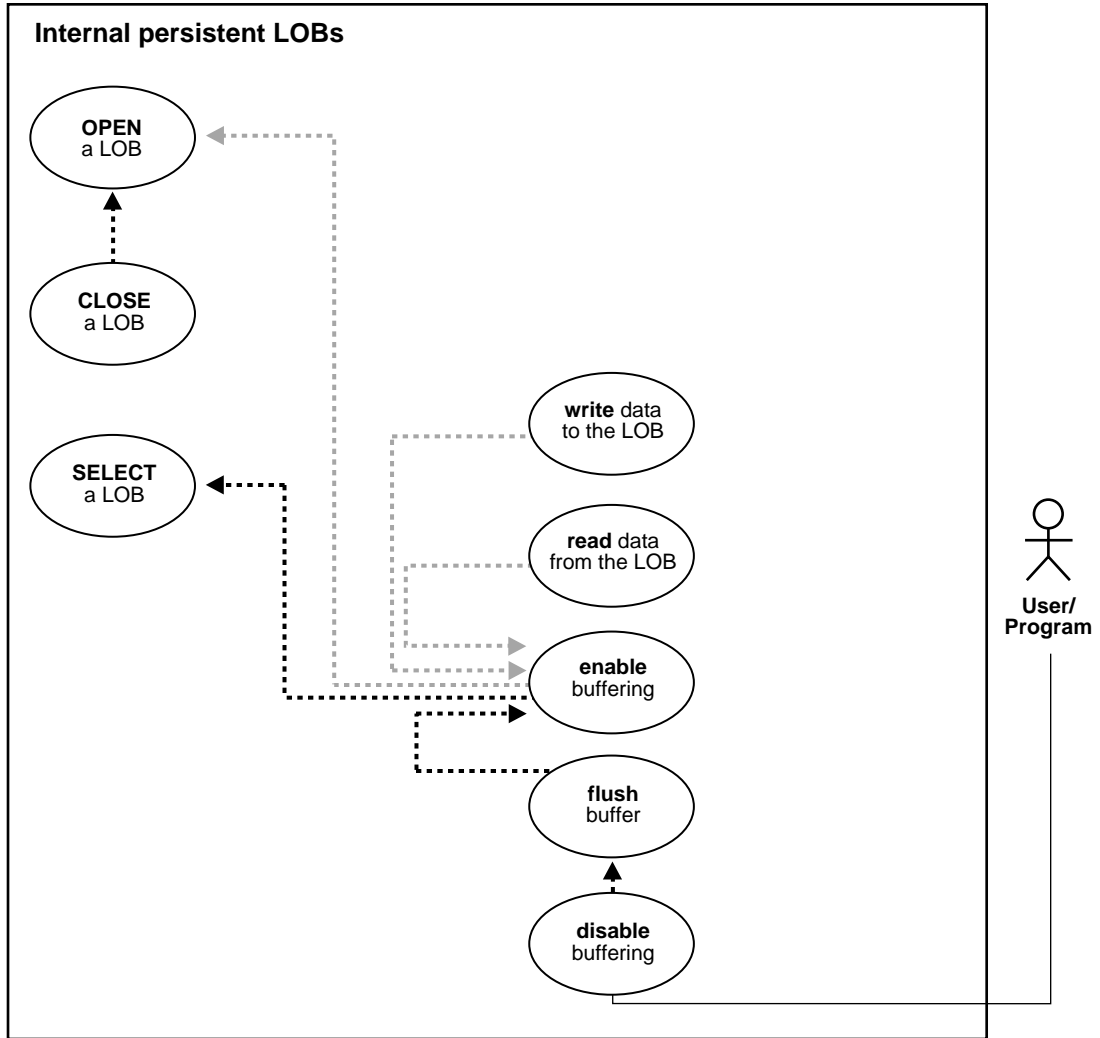 Internal persistent LOBs
OPEN
a LOB
CLOSE
a LOB
write data
to the LOB
SELECT
a LOB
read data
from the LOB
User/
Program
enable
buffering
flush
buffer
disable
buffering